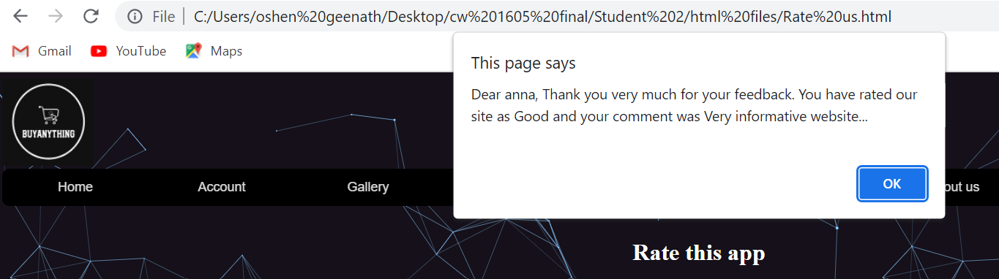 File C:/Users/oshen%20geenath/Desktop/cw%201605%20final/Student%202/html%20files/Rate%20us.html
Gmail YouTube Maps
This page says
Dear anna, Thank you very much for your feedback. You have rated our
site as Good and your comment was Very informative website...
OK
BUYANYTHING
Home Account Gallery out us
Rate this app